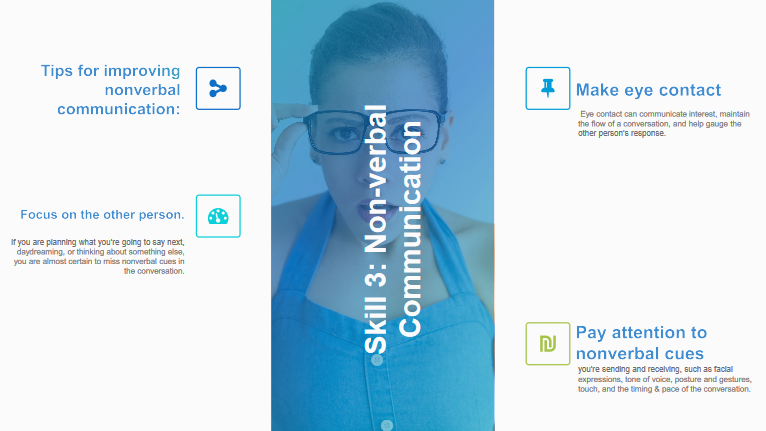 Tips for improving
nonverbal
communication:
Focus on the other person.
If you are planning what you're going to say next,
daydreaming, or thinking about something else,
you are almost certain to miss nonverbal cues in
the conversation.
Skill 3: Non-verbal
Communication
Make eye contact
Eye contact can communicate interest, maintain
the flow of a conversation, and help gauge the
other person's response.
Pay attention to
nonverbal cues
you're sending and receiving, such as facial
expressions, tone of voice, posture and gestures,
touch, and the timing & pace of the conversation.